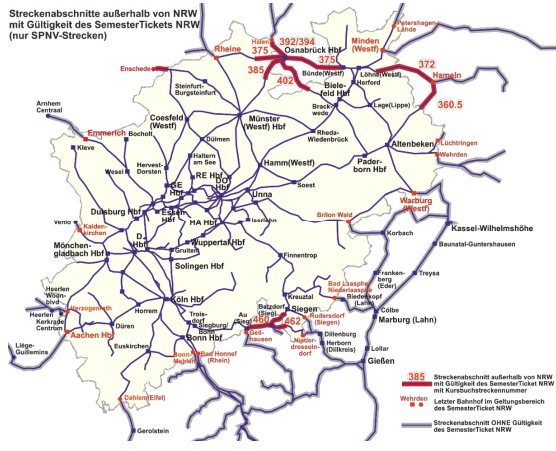 Streckenabschnitte außerhalb von NRW
mit Gültigkeit des SemesterTickets NRW
(nur SPNV-Strecken)
392/394
Osnabrück Hbf
375
375
385
402
Rheine
Minden
(Westf)
Petershagen
Lahde
372
Hameln
360.5
Löhne(Westf)
Bünde(Westf)
Herford
Enschede
Steinfurt-
Burgsteinfurt
Biele-
feld Hbf
Brack-
wede
Lage(Lippe)
Arnhem
Centraal
Coesfeld
(Westf)
Münster
(Westf) Hbf
Emmerich
Bocholt
Dülmen
Rheda-
Wiedenbrück
Altenbeken
Lüchtringen
Wehrden
Kleve
Wesel
Hervest-
Dorsten
Haltern
am See
Hamm(Westf)
Pader-
born Hbf
RE Hbf
GE
Hbf
DO
Hbf
Unna
Soest
Warburg
(Westf)
Duisburg Hbf
Essen
Hbf
HA Hbf
Iserlohn
Brilon Wald
Venlo
Kalden-
kirchen
D.
Hbf
Wuppertal Hbf
Korbach
Kassel-Wilhelmshöhe
Baunatal-Guntershausen
Mönchen-
gladbach Hbf
Gruiten
Solingen Hbf
Finnentrop
Franken-
berg
(Eder)
Treysa
Heerlen
Woon-
blvd
Heerlen
Kerkrade
Centrum
Herzogenrath
Köln Hbf
Kreuztal
Bad Laasphe
Niederlaasphe
Biedenkopf
(Lahn)
Cölbe
Marburg (Lahn)
Horrem
Trois-
dorf
Au
(Sieg)
Betzdorf
(Sieg)
Siegen
460
462
Rudersdorf
(Siegen)
Aachen Hbf
Düren
Siegburg/
Bonn
Geil-
hausen
Nieder-
dresseln-
dorf
Dillenburg
Herborn
(Dillkreis)
Lollar
Gießen
Liège-
Guillemins
Euskirchen
Bonn Hbf
Bonn-
Mehlem
Bad Honnef
(Rhein)
Dahlem(Eifel)
Gerolstein
385
Streckenabschnitt außerhalb von NRW
mit Gültigkeit des SemesterTicket NRW
mit Kursbuchstreckennummer
Wehrden
Letzter Bahnhof im Geltungsbereich
des SemesterTicket NRW
Streckenabschnitt OHNE Gültigkeit
des SemesterTicket NRW